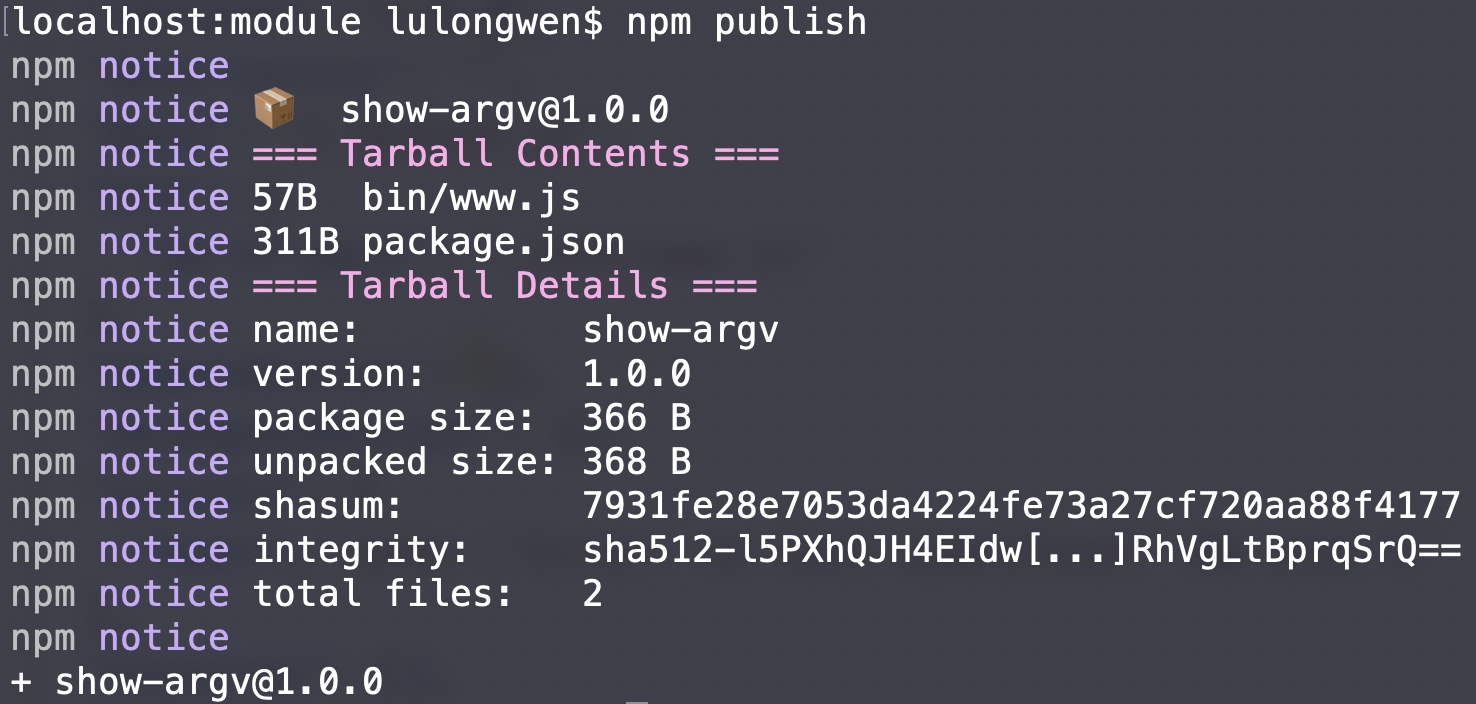 [localhost:module lulongwen$ npm publish
npm notice
npm notice 📦  show-argv@1.0.0
npm notice === Tarball Contents ===
npm notice 57B  bin/www.js
npm notice 311B package.json
npm notice === Tarball Details ===
npm notice name:          show-argv
npm notice version:       1.0.0
npm notice package size:  366 B
npm notice unpacked size: 368 B
npm notice shasum:        7931fe28e7053da4224fe73a27cf720aa88f4177
npm notice integrity:     sha512-l5PXhQJH4EIdw[...]RhVgLtBprqSrQ==
npm notice total files:   2
npm notice
+ show-argv@1.0.0